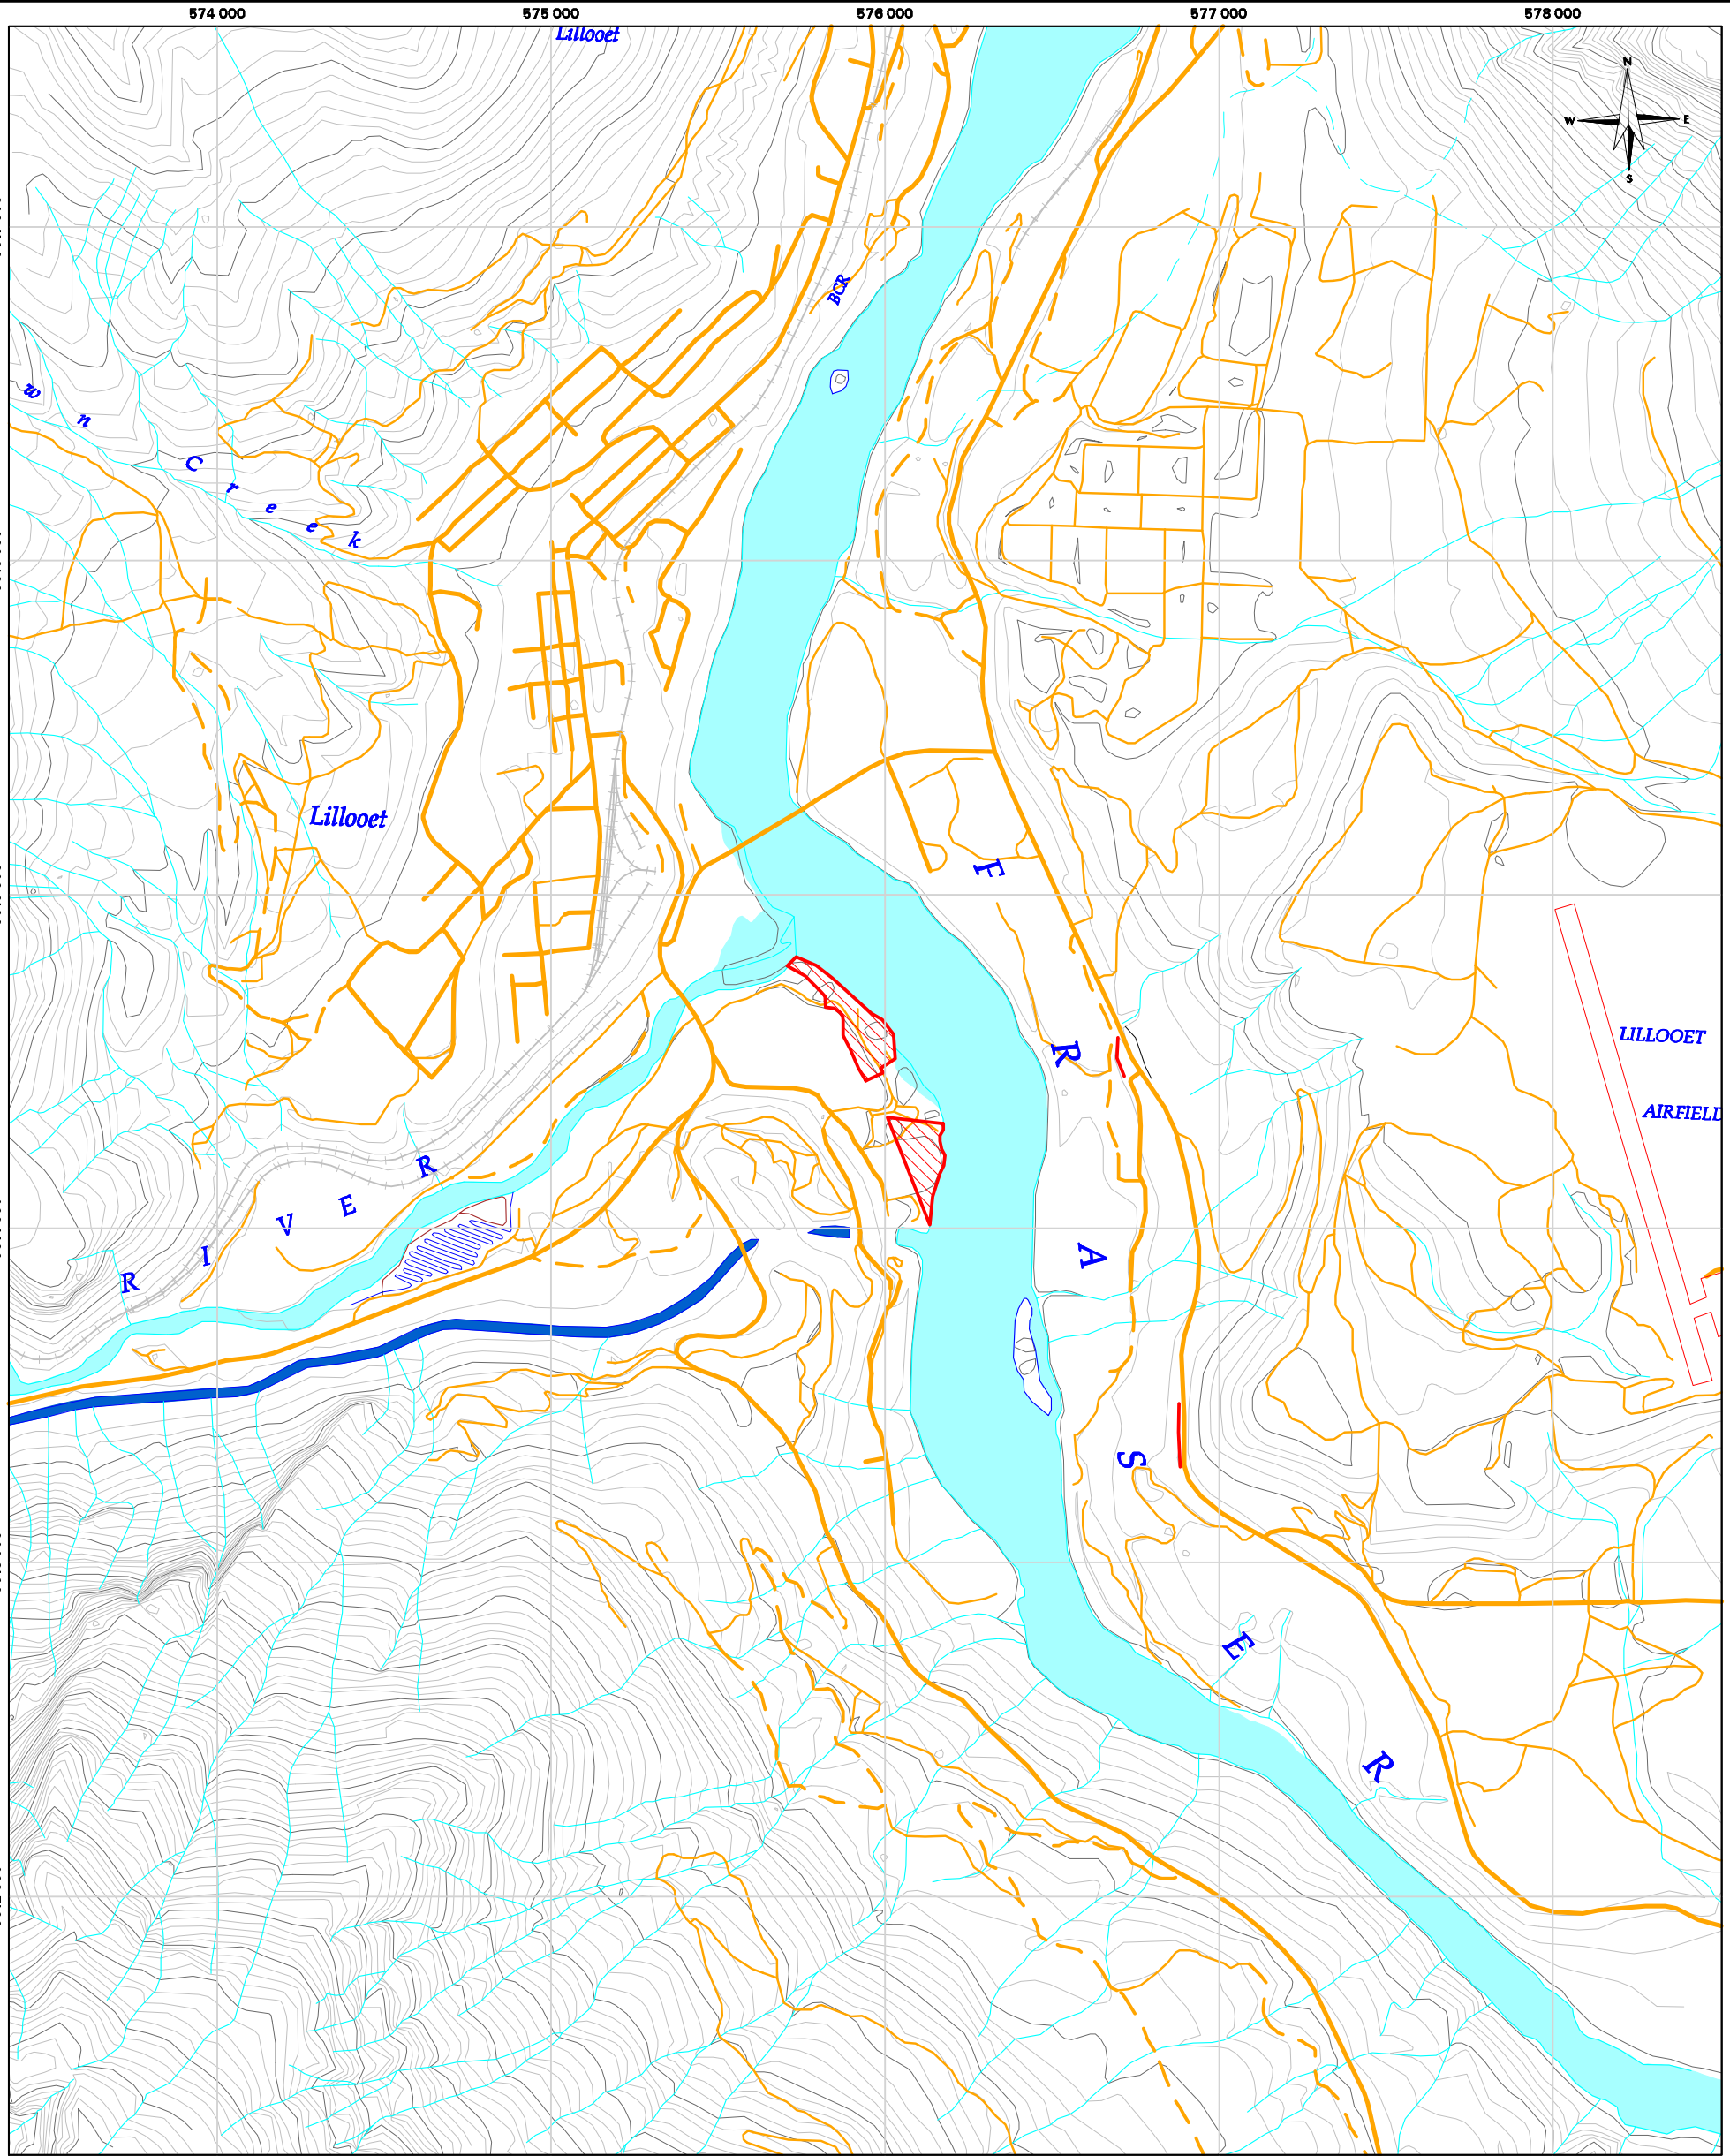 574 000 575 000 576 000 577 000 578 000
Lillooet
N
W E
S
BCR
w n
C r e e k
Lillooet
F R A S E R
LILLOOET
AIRFIELD
R I V E R